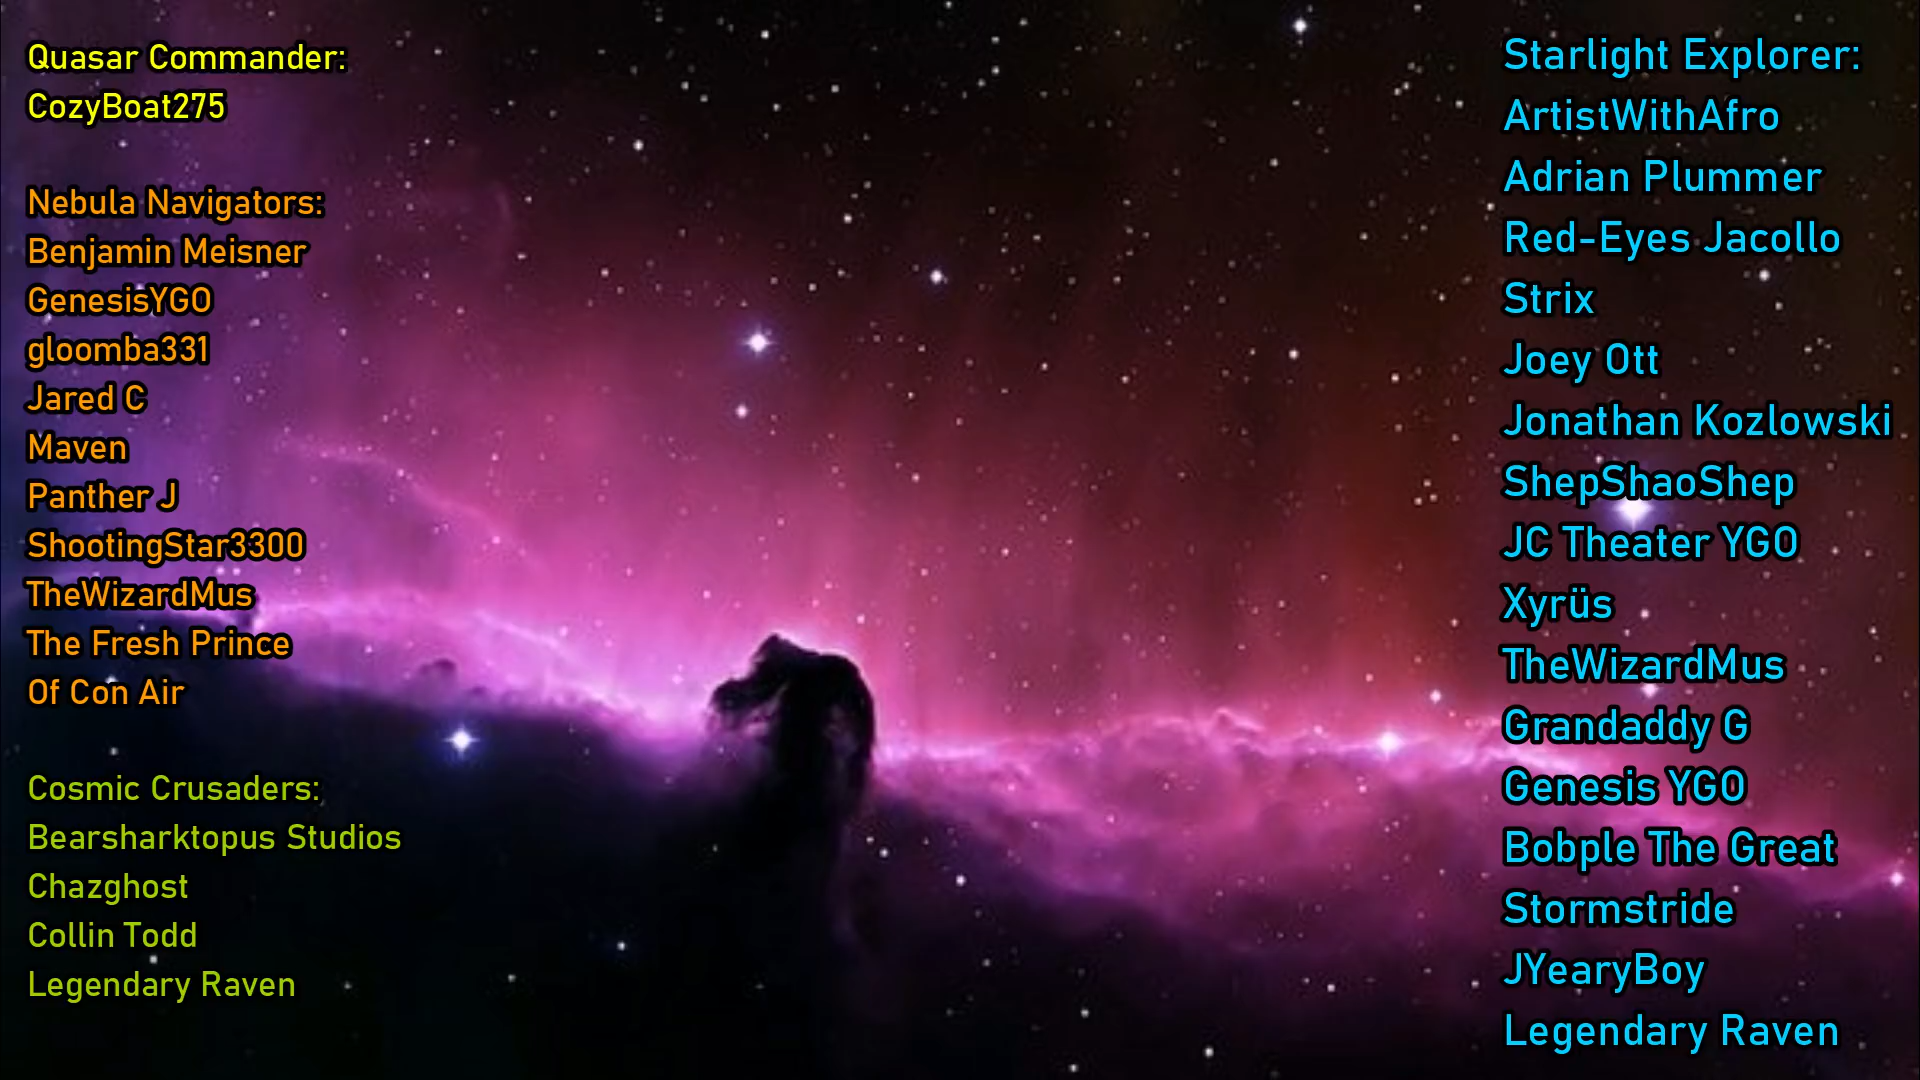 Quasar Commander:
CozyBoat275
Nebula Navigators:
Benjamin Meisner
GenesisYGO
gloomba331
Jared C
Maven
Panther J
ShootingStar3300
TheWizardMus
The Fresh Prince
Of Con Air
Cosmic Crusaders:
Bearsharktopus Studios
Chazghost
Collin Todd
Legendary Raven
Starlight Explorer:
ArtistWithAfro
Adrian Plummer
Red-Eyes Jacollo
Strix
Joey Ott
Jonathan Kozlowski
ShepShaoShep
JC Theater YGO
Xyrüs
TheWizardMus
Grandaddy G
Genesis YGO
Bobple The Great
Stormstride
JYearyBoy
Legendary Raven